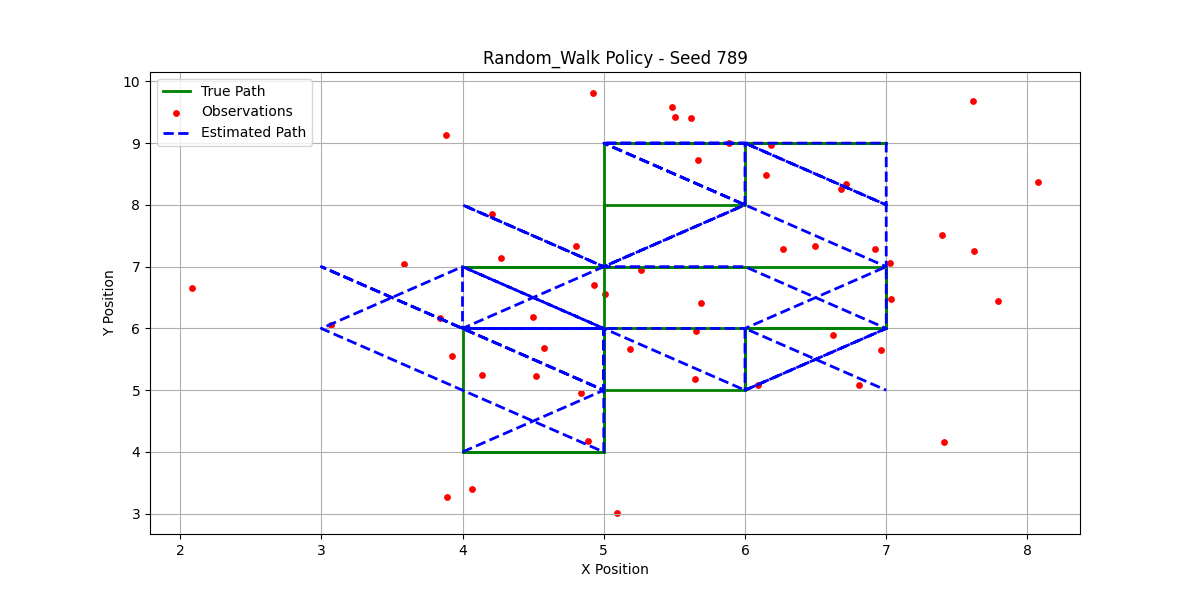 Random_Walk Policy - Seed 789
True Path
Observations
Estimated Path
Y Position
10
9
8
7
6
5
4
3
2 3 4 5 6 7 8
X Position